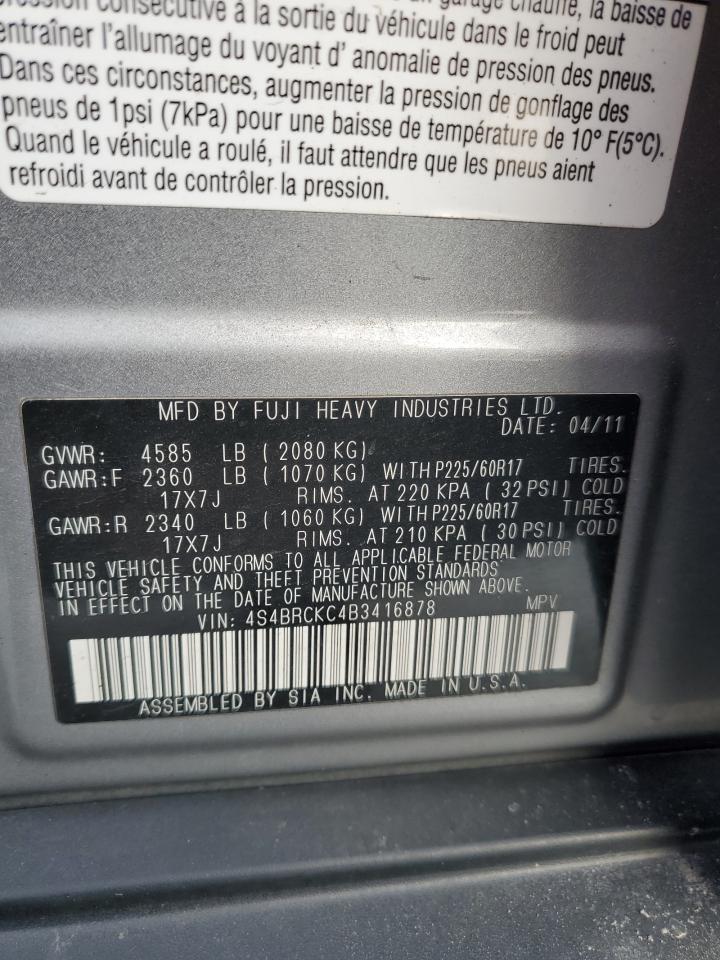 consécutive à la sortie du véhicule dans le froid peut
chauffé, la baisse de
entraîner l'allumage du voyant d' anomalie de pression des pneus.
Dans ces circonstances, augmenter la pression de gonflage des
pneus de 1psi (7kPa) pour une baisse de température de 10° F(5°C).
Quand le véhicule a roulé, il faut attendre que les pneus aient
refroidi avant de contrôler la pression.
MFD BY FUJI HEAVY INDUSTRIES LTD.
DATE: 04/11
GVWR: 4585 LB ( 2080 KG)
GAWR:F 2360 LB ( 1070 KG) WITH P225/60R17 TIRES.
17X7J RIMS. AT 220 KPA ( 32 PSI) COLD
GAWR:R 2340 LB ( 1060 KG) WITH P225/60R17 TIRES.
17X7J RIMS. AT 210 KPA ( 30 PSI) COLD
THIS VEHICLE CONFORMS TO ALL APPLICABLE FEDERAL MOTOR
VEHICLE SAFETY AND THEFT PREVENTION STANDARDS
IN EFFECT ON THE DATE OF MANUFACTURE SHOWN ABOVE.
VIN: 4S4BRCKC4B3416878 MPV
ASSEMBLED BY SIA INC. MADE IN U.S.A.